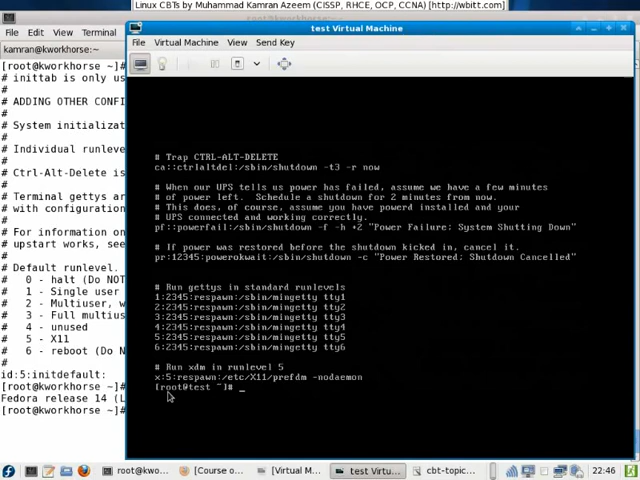 Linux CBTs by Muhammad Kamran Azeem (CISSP, RHCE, OCP, CCNA) [http://wbitt.com]
File Edit View Terminal
kamran@kworkhorse:~
[root@kworkhorse ~]#
# inittab is only us
#
# ADDING OTHER CONFI
#
# System initializat
#
# Individual runleve
#
# Ctrl-Alt-Delete is
#
# Terminal gettys ar
# with configuration
#
# For information on
# upstart works, see
#
# Default runlevel.
# 0 - halt (Do NOT
# 1 - Single user
# 2 - Multiuser, w
# 3 - Full multius
# 4 - unused
# 5 - X11
# 6 - reboot (Do N
#
id:5:initdefault:
[root@kworkhorse ~]#
Fedora release 14 (L
[root@kworkhorse ~]#
test Virtual Machine
File Virtual Machine View Send Key
# Trap CTRL-ALT-DELETE
ca::ctrlaltdel:/sbin/shutdown -t3 -r now
# When our UPS tells us power has failed, assume we have a few minutes
# of power left. Schedule a shutdown for 2 minutes from now.
# This does, of course, assume you have powerd installed and your
# UPS connected and working correctly.
pf::powerfail:/sbin/shutdown -f -h +2 "Power Failure; System Shutting Down"
# If power was restored before the shutdown kicked in, cancel it.
pr:12345:powerokwait:/sbin/shutdown -c "Power Restored; Shutdown Cancelled"
# Run gettys in standard runlevels
1:2345:respawn:/sbin/mingetty tty1
2:2345:respawn:/sbin/mingetty tty2
3:2345:respawn:/sbin/mingetty tty3
4:2345:respawn:/sbin/mingetty tty4
5:2345:respawn:/sbin/mingetty tty5
6:2345:respawn:/sbin/mingetty tty6
# Run xdm in runlevel 5
x:5:respawn:/etc/X11/prefdm -nodaemon
[root@test ~]# _
root@kwo... [Course o... [Virtual M... test Virtu... cbt-topic... 22:46